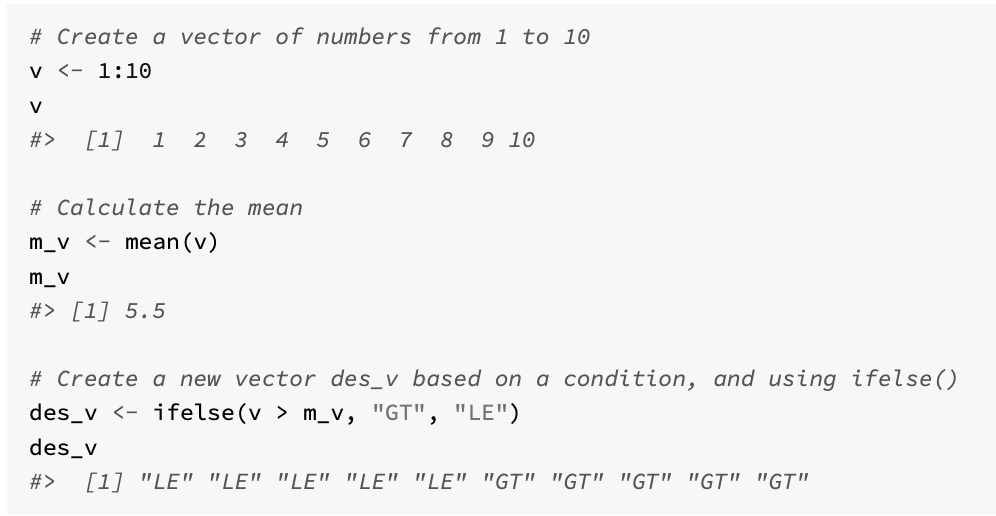 # Create a vector of numbers from 1 to 10
v <- 1:10
v
#>  [1]  1  2  3  4  5  6  7  8  9 10
# Calculate the mean
m_v <- mean(v)
m_v
#> [1] 5.5
# Create a new vector des_v based on a condition, and using ifelse()
des_v <- ifelse(v > m_v, "GT", "LE")
des_v
#>  [1] "LE" "LE" "LE" "LE" "LE" "GT" "GT" "GT" "GT" "GT"